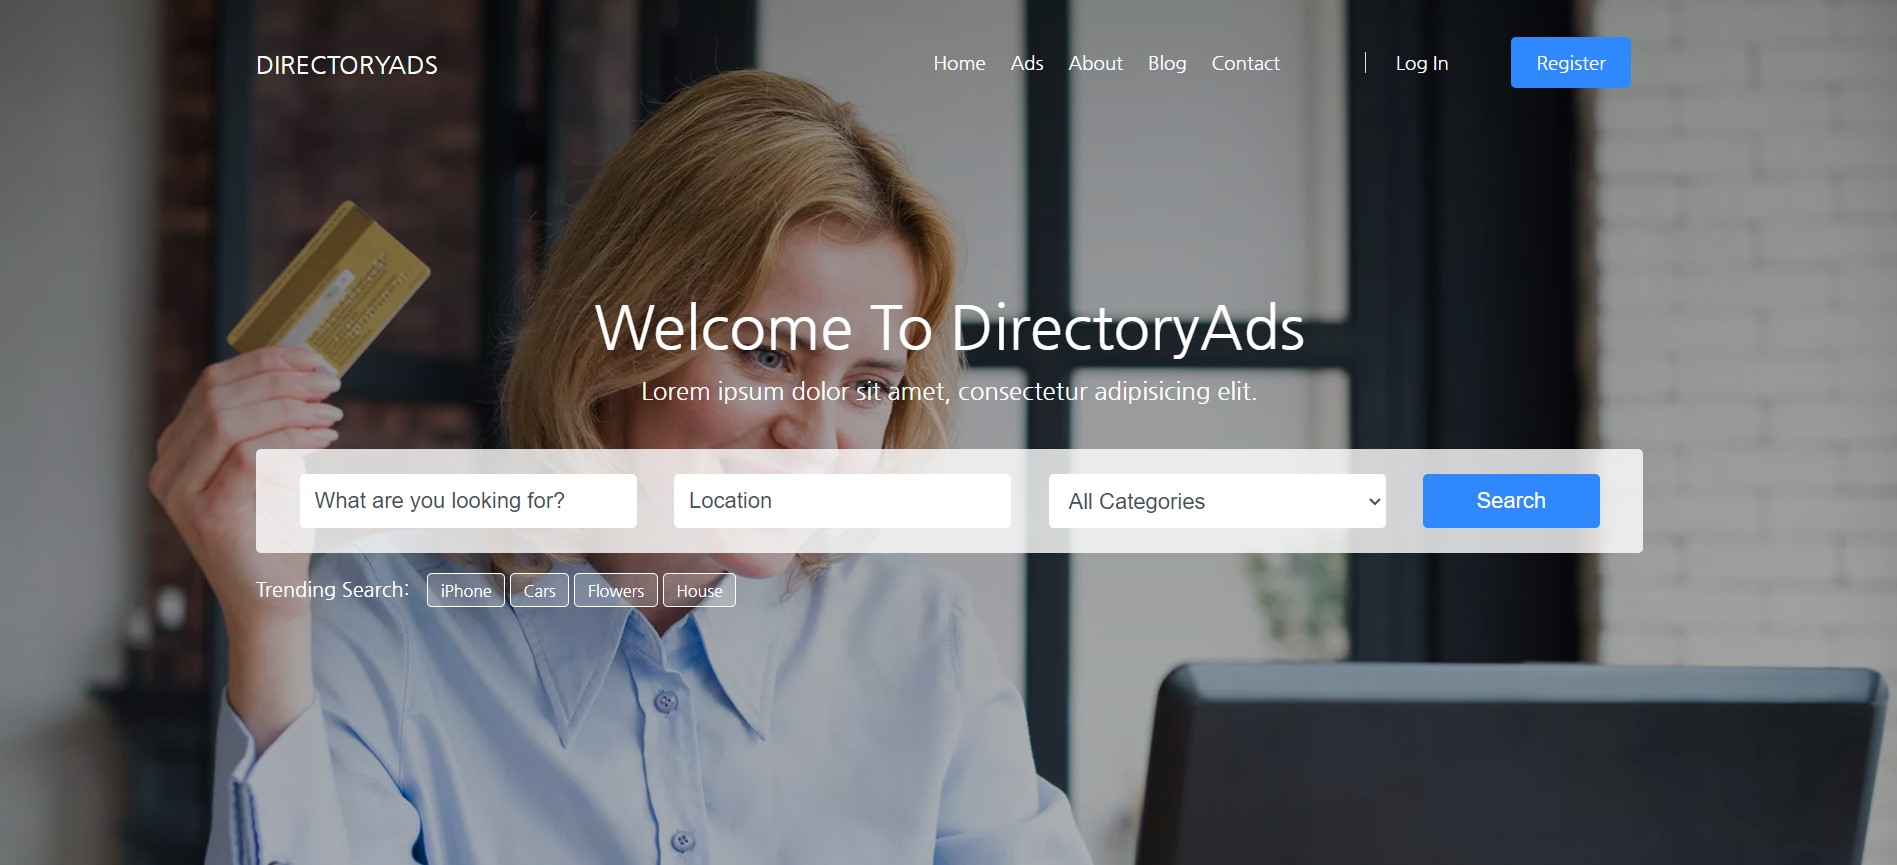 DIRECTORYADS
Home Ads About Blog Contact | Log In Register
Welcome To DirectoryAds
Lorem ipsum dolor sit amet, consectetur adipisicing elit.
What are you looking for? Location All Categories Search
Trending Search: iPhone Cars Flowers House